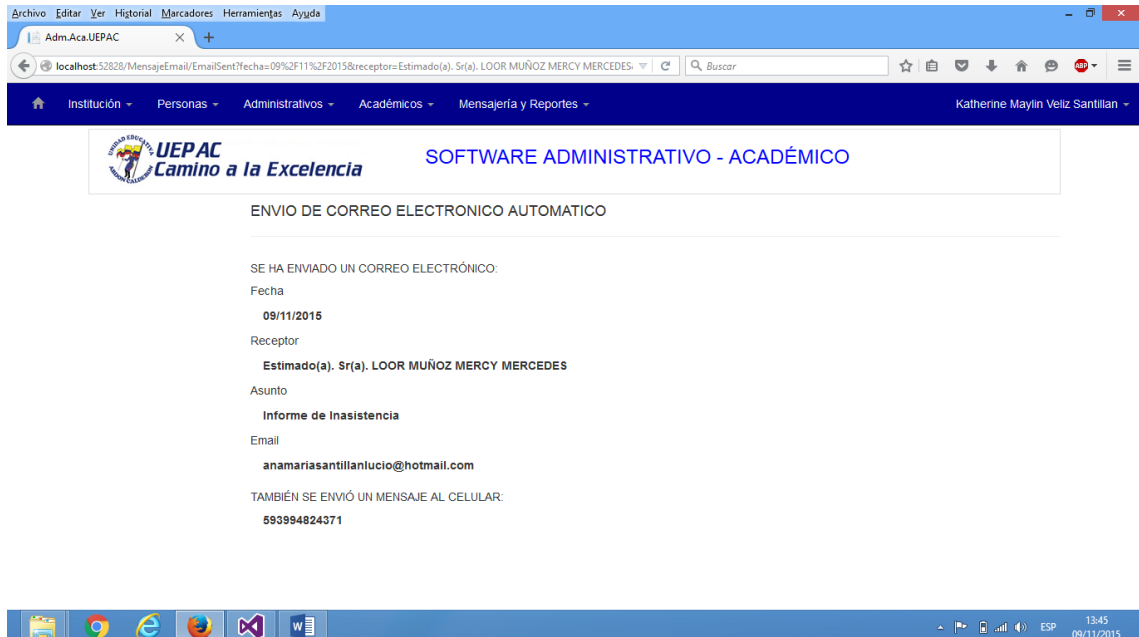 Archivo Editar Ver Historial Marcadores Herramientas Ayuda
Adm.Aca.UEPAC
localhost:52828/MensajeEmail/EmailSent?fecha=09%2F11%2F2015&receptor=Estimado(a). Sr(a). LOOR MUÑOZ MERCY MERCEDES&
Buscar
ABP
Institución Personas Administrativos Académicos Mensajería y Reportes Katherine Maylin Veliz Santillan
UNIDAD EDUCATIVA
UEPAC
Camino a la Excelencia
SOFTWARE ADMINISTRATIVO - ACADÉMICO
ENVIO DE CORREO ELECTRONICO AUTOMATICO
SE HA ENVIADO UN CORREO ELECTRÓNICO:
Fecha
09/11/2015
Receptor
Estimado(a). Sr(a). LOOR MUÑOZ MERCY MERCEDES
Asunto
Informe de Inasistencia
Email
anamariasantillanlucio@hotmail.com
TAMBIÉN SE ENVIÓ UN MENSAJE AL CELULAR:
593994824371
ESP
13:45
09/11/2015